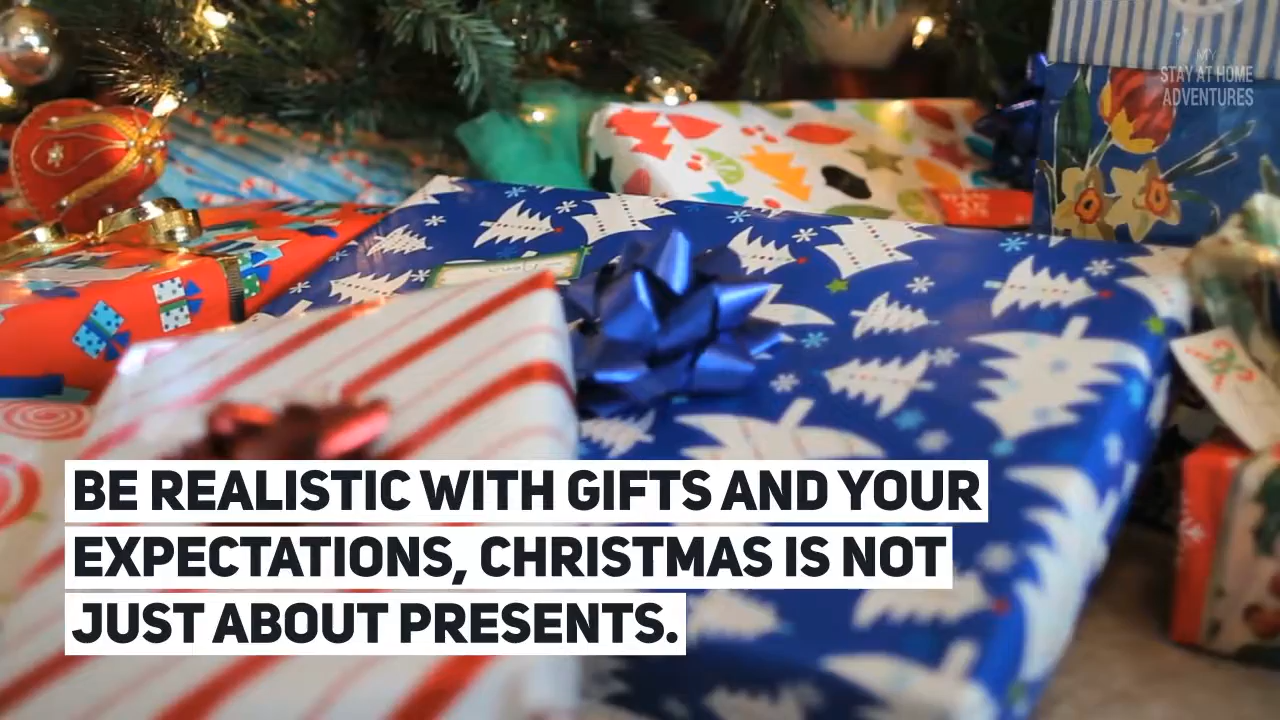 MY
STAY AT HOME
ADVENTURES
BE REALISTIC WITH GIFTS AND YOUR
EXPECTATIONS, CHRISTMAS IS NOT
JUST ABOUT PRESENTS.